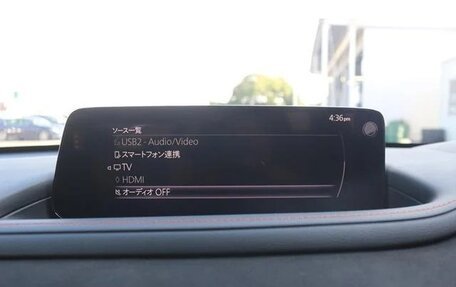 4:36pm
ソース一覧
USB2 - Audio/Video
スマートフォン連携
TV
HDMI
オーディオ OFF